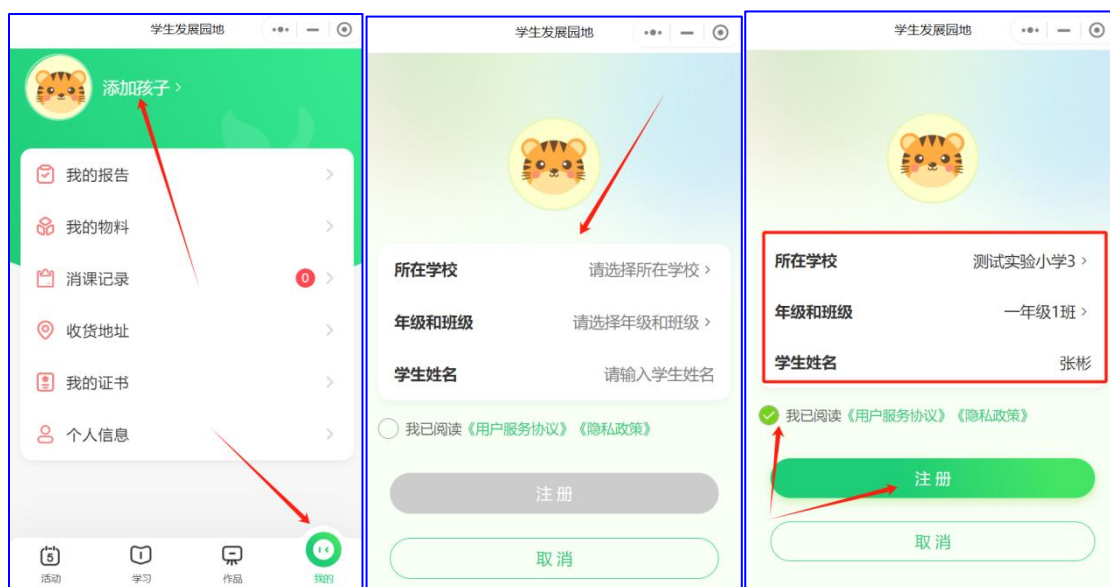 学生发展园地
添加孩子 >
我的报告 >
我的物料 >
消课记录 0 >
收货地址 >
我的证书 >
个人信息 >
5
活动 学习 作品 我的
学生发展园地
所在学校 请选择所在学校 >
年级和班级 请选择年级和班级 >
学生姓名 请输入学生姓名
我已阅读《用户服务协议》《隐私政策》
注 册
取 消
学生发展园地
所在学校 测试实验小学3 >
年级和班级 一年级1班 >
学生姓名 张彬
我已阅读《用户服务协议》《隐私政策》
注 册
取 消